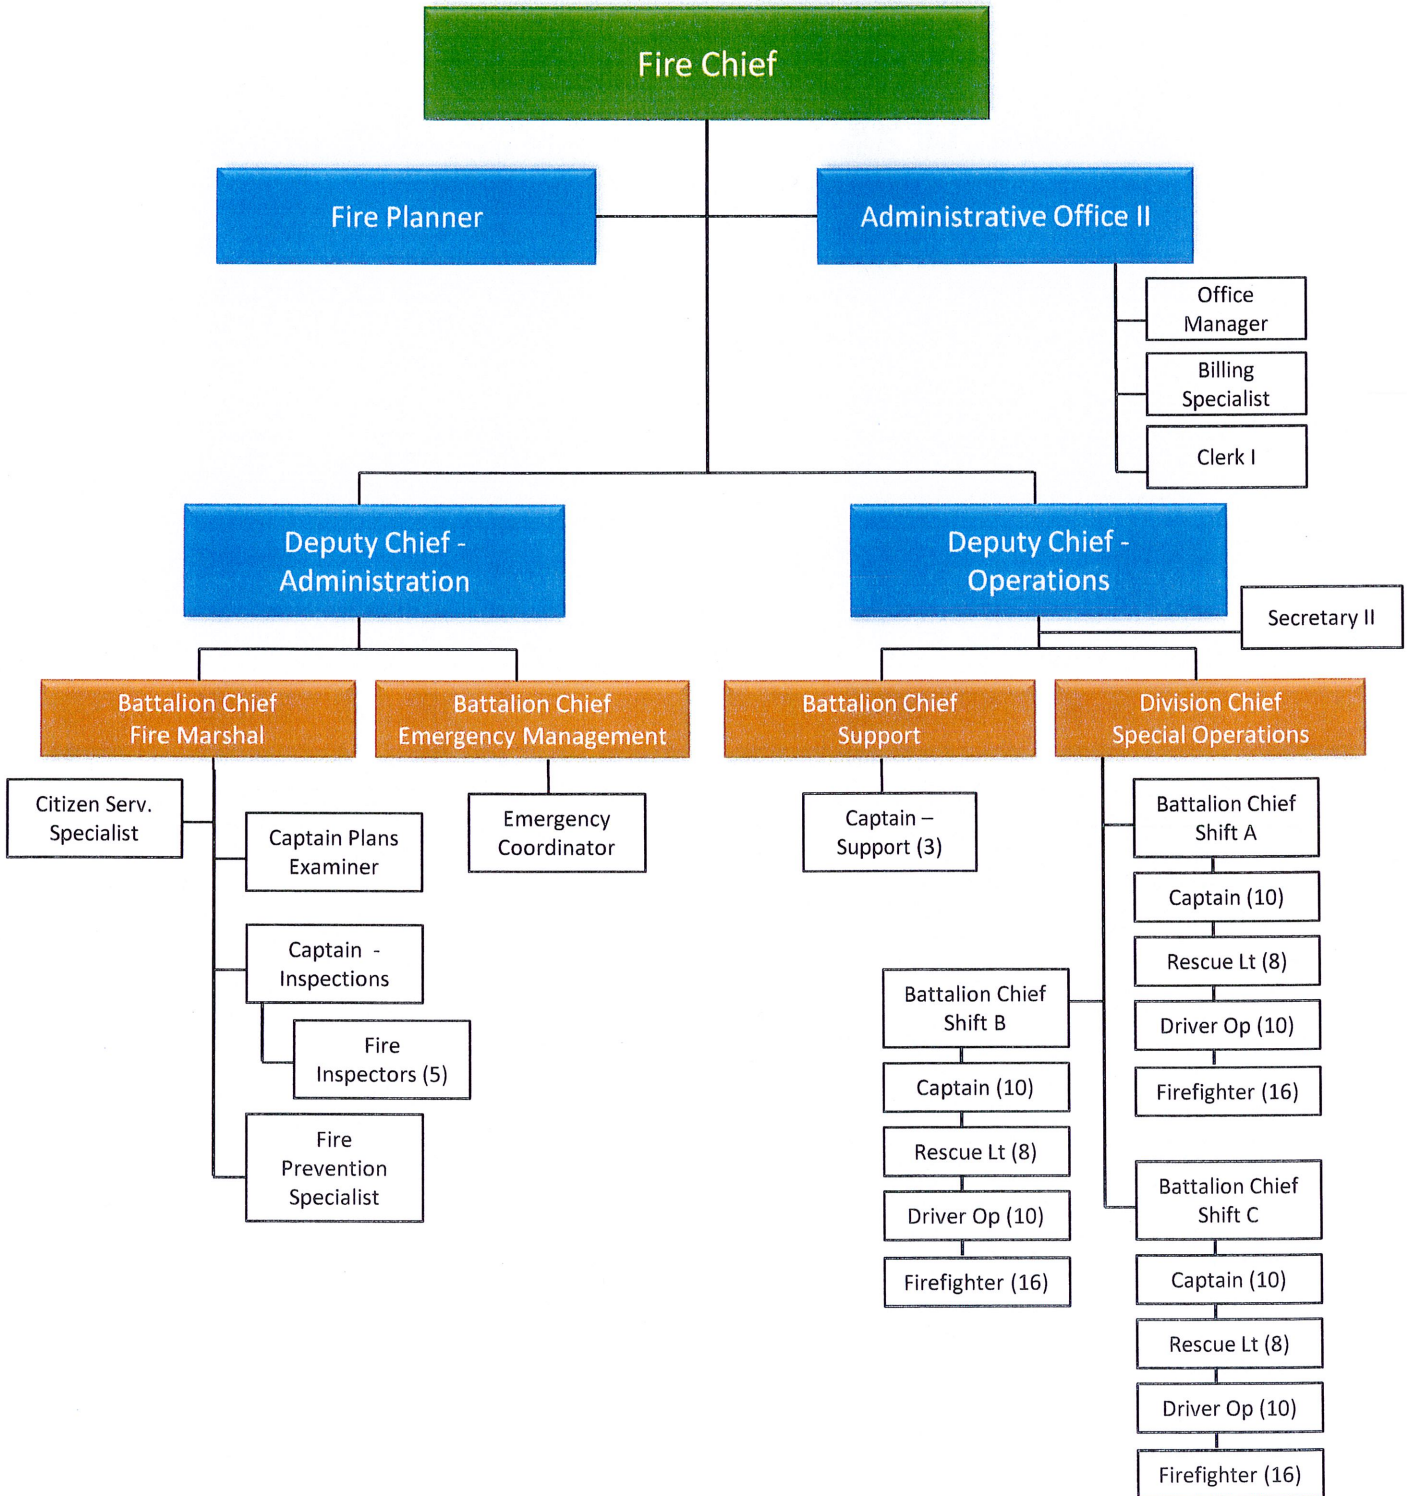 Fire Chief
Fire Planner
Administrative Office II
Office
Manager
Billing
Specialist
Clerk I
Deputy Chief -
Administration
Deputy Chief -
Operations
Secretary II
Battalion Chief
Fire Marshal
Battalion Chief
Emergency Management
Battalion Chief
Support
Division Chief
Special Operations
Citizen Serv.
Specialist
Captain Plans
Examiner
Captain -
Inspections
Fire
Inspectors (5)
Fire
Prevention
Specialist
Emergency
Coordinator
Captain –
Support (3)
Battalion Chief
Shift A
Captain (10)
Rescue Lt (8)
Driver Op (10)
Firefighter (16)
Battalion Chief
Shift B
Captain (10)
Rescue Lt (8)
Driver Op (10)
Firefighter (16)
Battalion Chief
Shift C
Captain (10)
Rescue Lt (8)
Driver Op (10)
Firefighter (16)